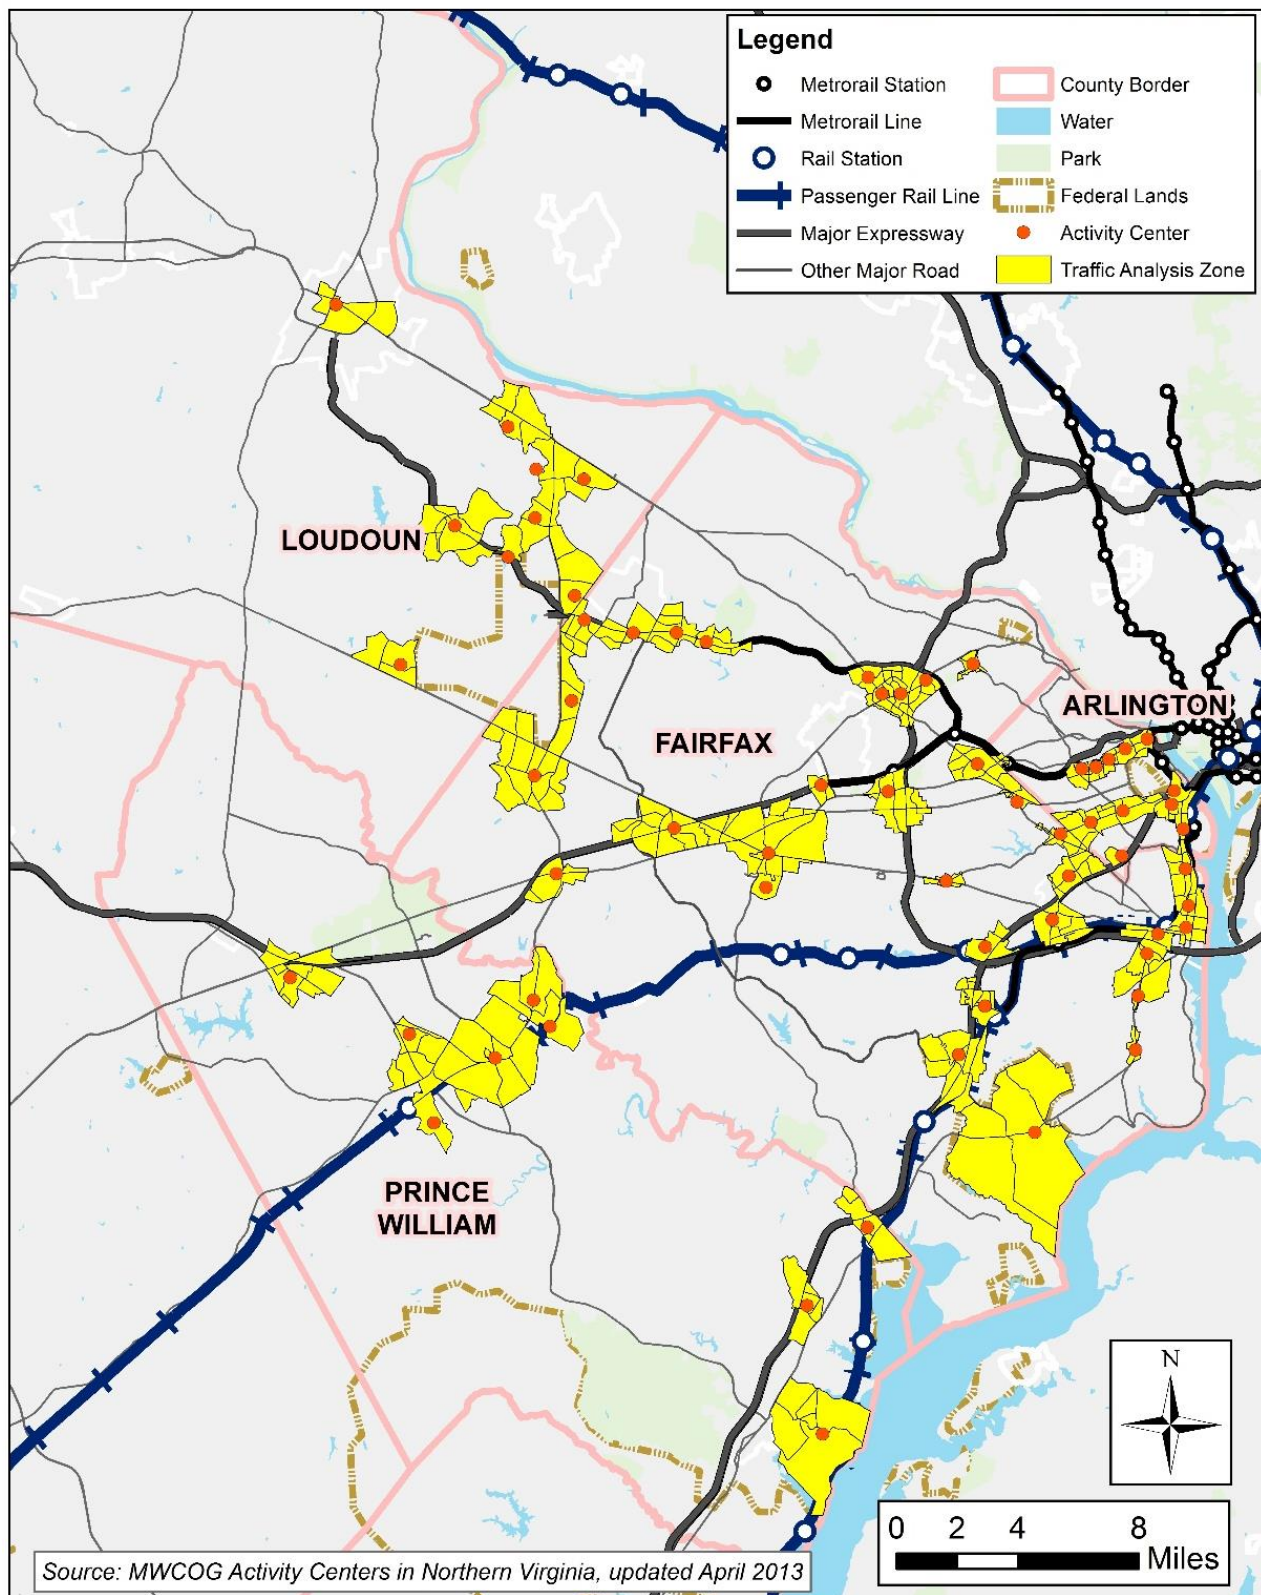 Legend
Metrorail Station
County Border
Metrorail Line
Water
Rail Station
Park
Passenger Rail Line
Federal Lands
Major Expressway
Activity Center
Other Major Road
Traffic Analysis Zone
LOUDOUN
ARLINGTON
FAIRFAX
PRINCE
WILLIAM
N
0 2 4 8
Miles
Source: MWCOG Activity Centers in Northern Virginia, updated April 2013